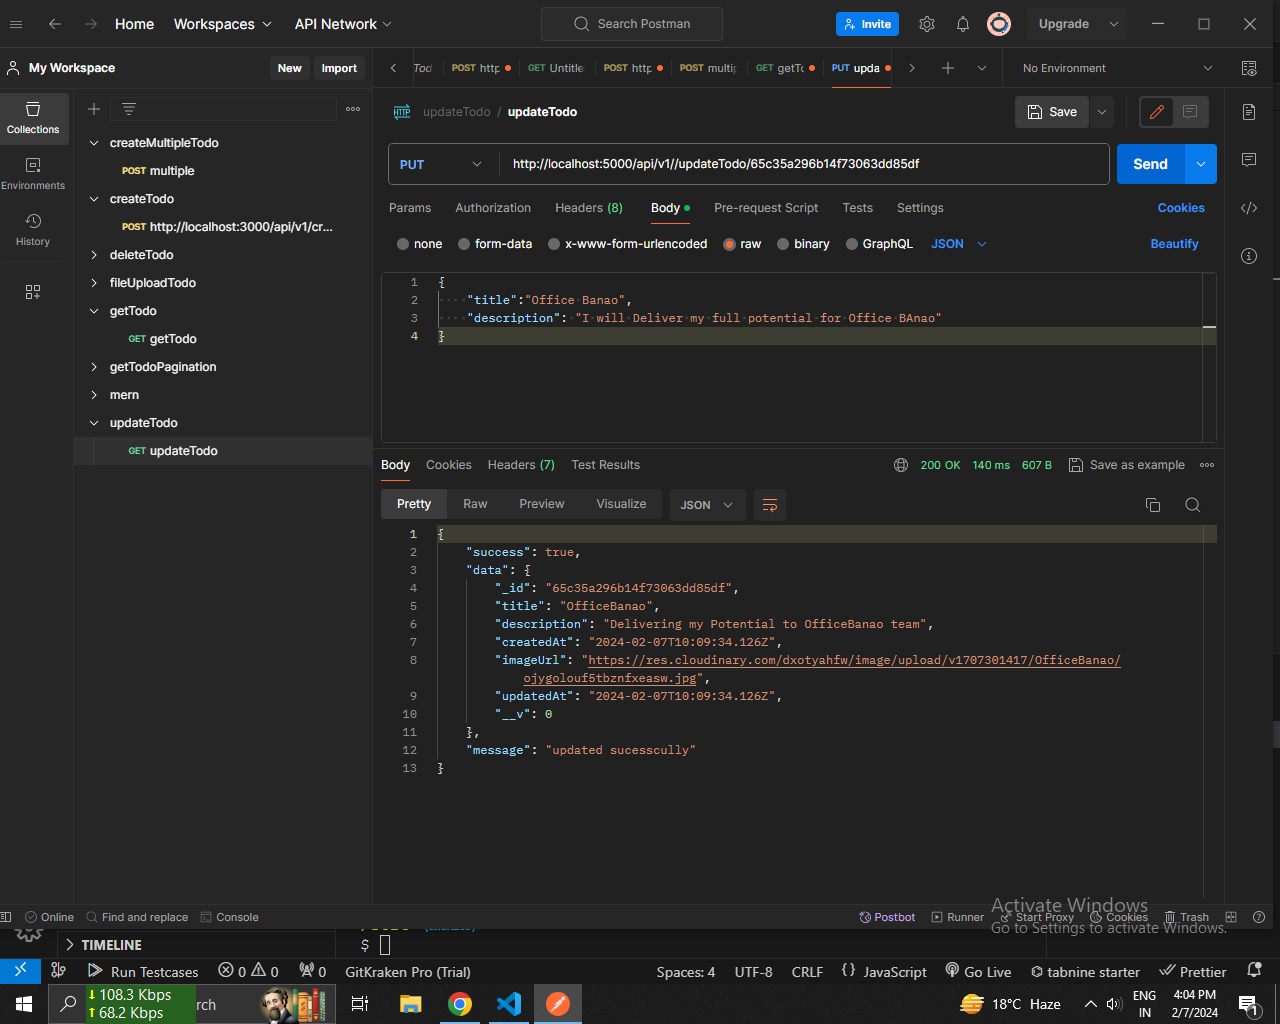 Home Workspaces API Network Search Postman Invite Upgrade
My Workspace New Import Tod POST http GET Untitle POST http POST multi GET getTo PUT upda No Environment
Collections
Environments
History
createMultipleTodo
POST multiple
createTodo
POST http://localhost:3000/api/v1/cr...
deleteTodo
fileUploadTodo
getTodo
GET getTodo
getTodoPagination
mern
updateTodo
GET updateTodo
HTTP updateTodo / updateTodo Save
PUT http://localhost:5000/api/v1//updateTodo/65c35a296b14f73063dd85df Send
Params Authorization Headers (8) Body Pre-request Script Tests Settings Cookies
none form-data x-www-form-urlencoded raw binary GraphQL JSON Beautify
1 {
2 ····"title":"Office·Banao",
3 ····"description":·"I·will·Deliver·my·full·potential·for·Office·BAnao"
4 }
Body Cookies Headers (7) Test Results 200 OK 140 ms 607 B Save as example
Pretty Raw Preview Visualize JSON
1 {
2 "success": true,
3 "data": {
4 "_id": "65c35a296b14f73063dd85df",
5 "title": "OfficeBanao",
6 "description": "Delivering my Potential to OfficeBanao team",
7 "createdAt": "2024-02-07T10:09:34.126Z",
8 "imageUrl": "https://res.cloudinary.com/dxotyahfw/image/upload/v1707301417/OfficeBanao/
ojygolouf5tbznfxeasw.jpg",
9 "updatedAt": "2024-02-07T10:09:34.126Z",
10 "__v": 0
11 },
12 "message": "updated sucesscully"
13 }
Activate Windows
Go to Settings to activate Windows.
Online Find and replace Console Postbot Runner Start Proxy Cookies Trash
TIMELINE $
Run Testcases 0 0 0 GitKraken Pro (Trial) Spaces: 4 UTF-8 CRLF {} JavaScript Go Live tabnine starter Prettier
108.3 Kbps
68.2 Kbps
rch
18°C Haze ENG
IN
4:04 PM
2/7/2024
1